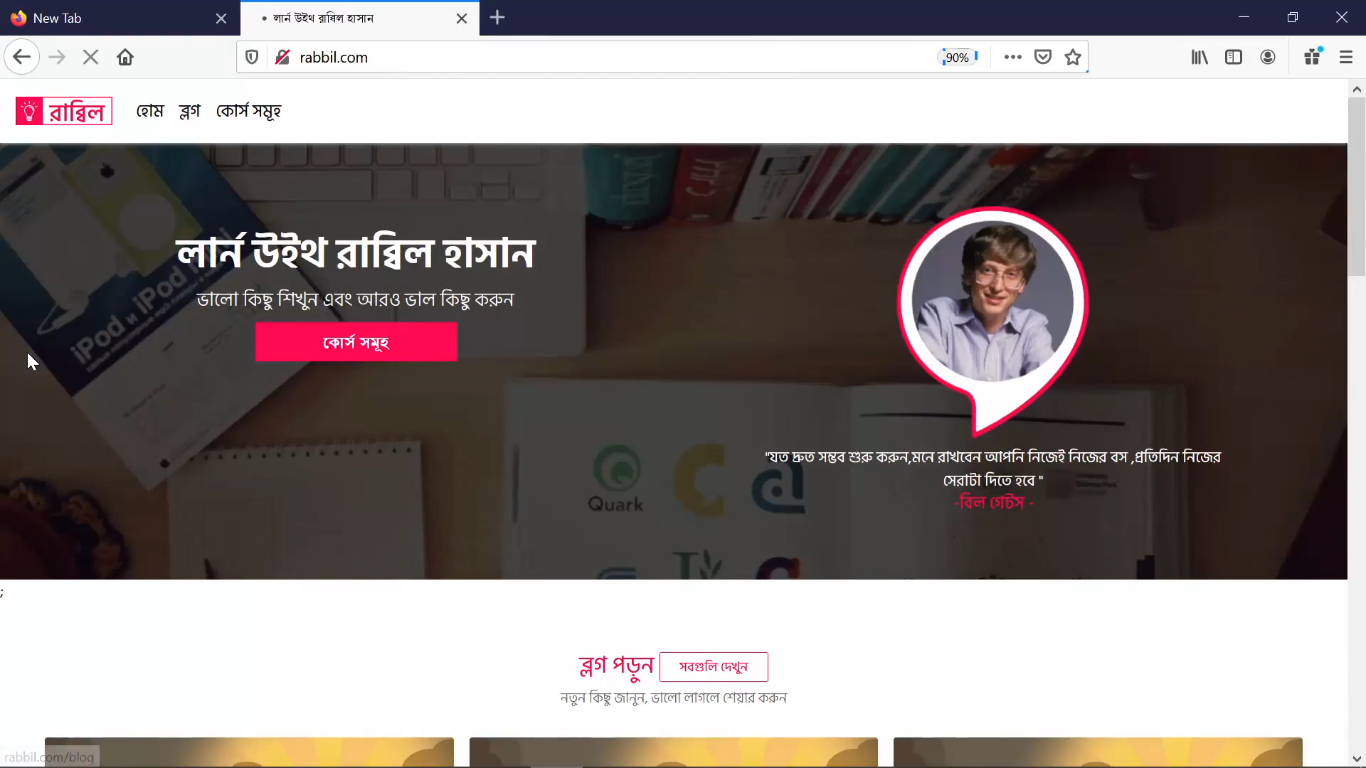 New Tab
লার্ন উইথ রাব্বিল হাসান
rabbil.com
90%
রাব্বিল
হোম ব্লগ কোর্স সমূহ
লার্ন উইথ রাব্বিল হাসান
ভালো কিছু শিখুন এবং আরও ভাল কিছু করুন
কোর্স সমূহ
iPod и iPod
Quark
"যত দ্রুত সম্ভব শুরু করুন,মনে রাখবেন আপনি নিজেই নিজের বস ,প্রতিদিন নিজের
সেরাটা দিতে হবে "
-বিল গেটস -
;
ব্লগ পড়ুন সবগুলি দেখুন
নতুন কিছু জানুন, ভালো লাগলে শেয়ার করুন
rabbil.com/blog